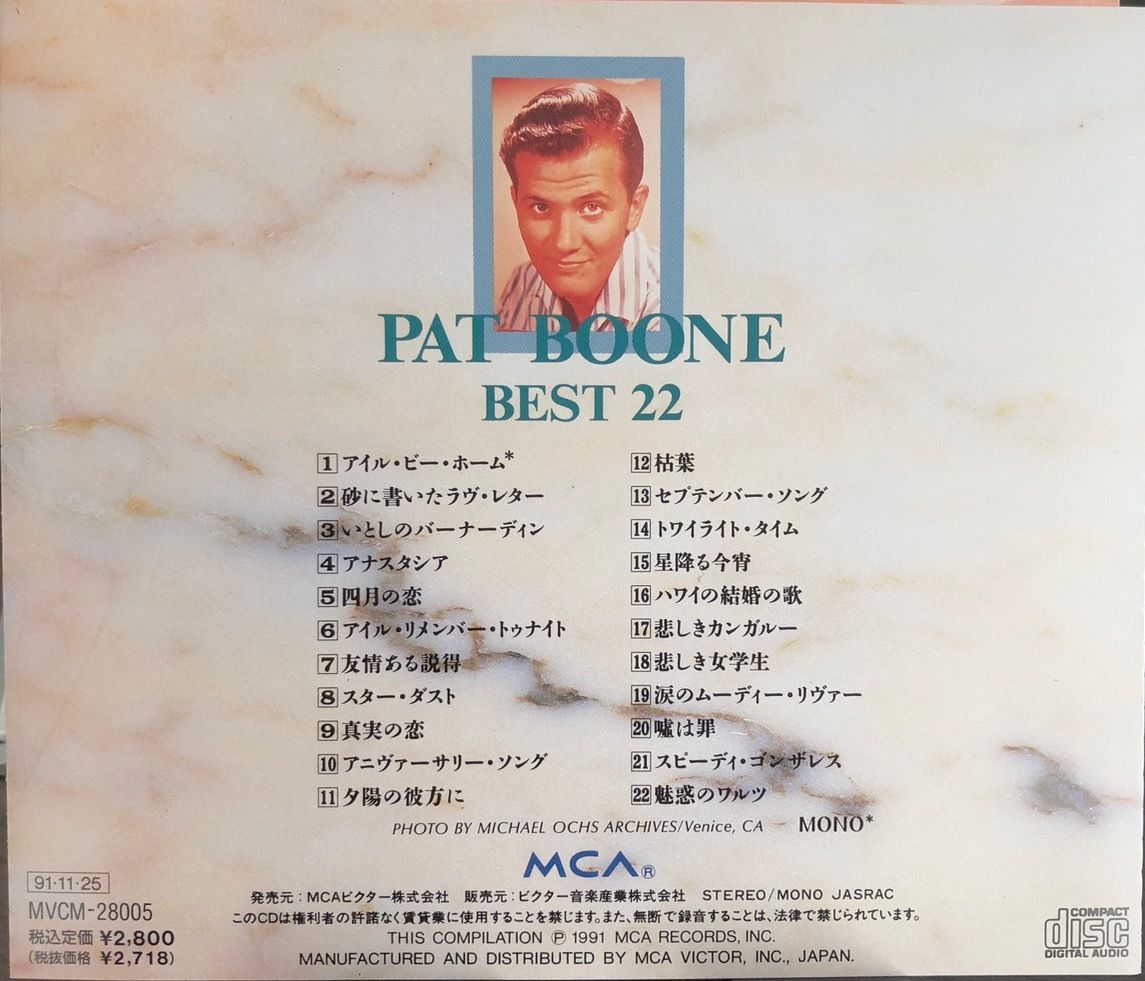 PAT BOONE
BEST 22
1 アイル・ビー・ホーム*
2 砂に書いたラヴ・レター
3 いとしのバーナーディン
4 アナスタシア
5 四月の恋
6 アイル・リメンバー・トゥナイト
7 友情ある説得
8 スター・ダスト
9 真実の恋
10 アニヴァーサリー・ソング
11 夕陽の彼方に
12 枯葉
13 セプテンバー・ソング
14 トワイライト・タイム
15 星降る今宵
16 ハワイの結婚の歌
17 悲しきカンガルー
18 悲しき女学生
19 涙のムーディー・リヴァー
20 嘘は罪
21 スピーディ・ゴンザレス
22 魅惑のワルツ
PHOTO BY MICHAEL OCHS ARCHIVES/Venice, CA MONO*
MCA®
91·11·25
MVCM-28005
税込定価 ¥2,800
(税抜価格 ¥2,718)
発売元:MCAビクター株式会社 販売元:ビクター音楽産業株式会社 STEREO/MONO JASRAC
このCDは権利者の許諾なく賃貸業に使用することを禁じます。また、無断で録音することは、法律で禁じられています。
THIS COMPILATION ℗ 1991 MCA RECORDS, INC.
MANUFACTURED AND DISTRIBUTED BY MCA VICTOR, INC., JAPAN.
COMPACT
disc
DIGITAL AUDIO